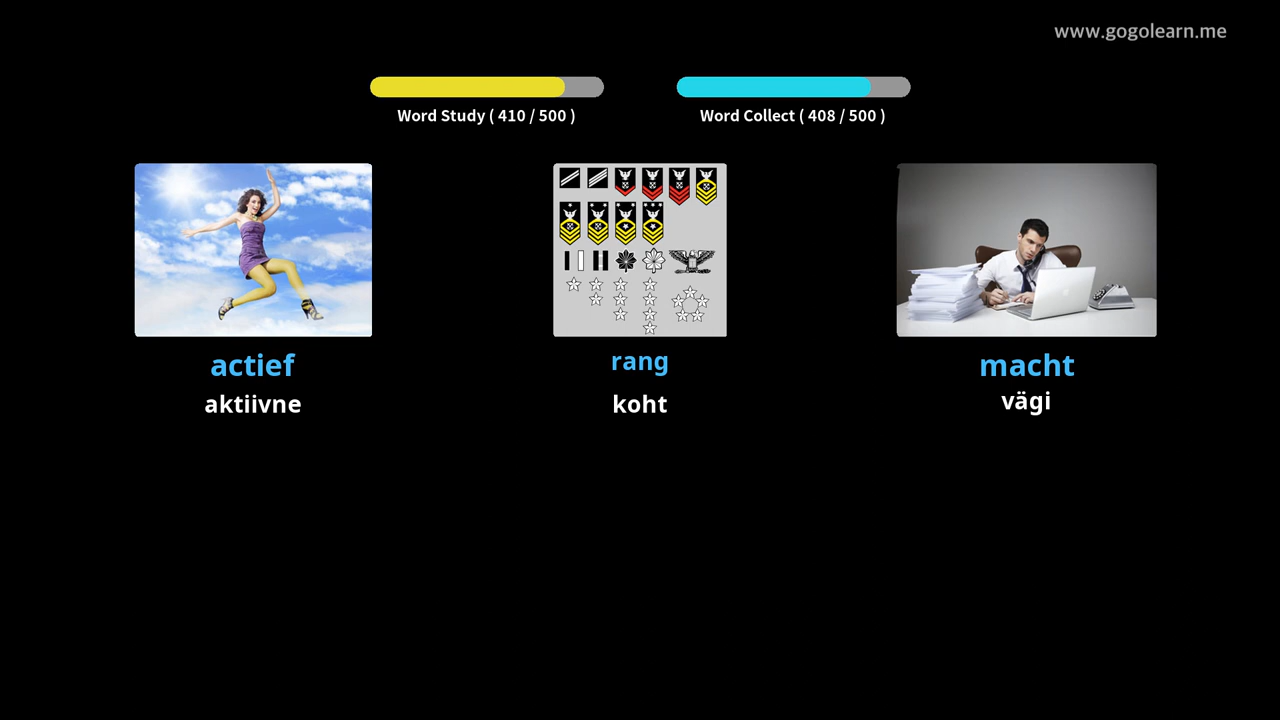 www.gogolearn.me
Word Study ( 410 / 500 )
Word Collect ( 408 / 500 )
actief
rang
macht
aktiivne
koht
vägi